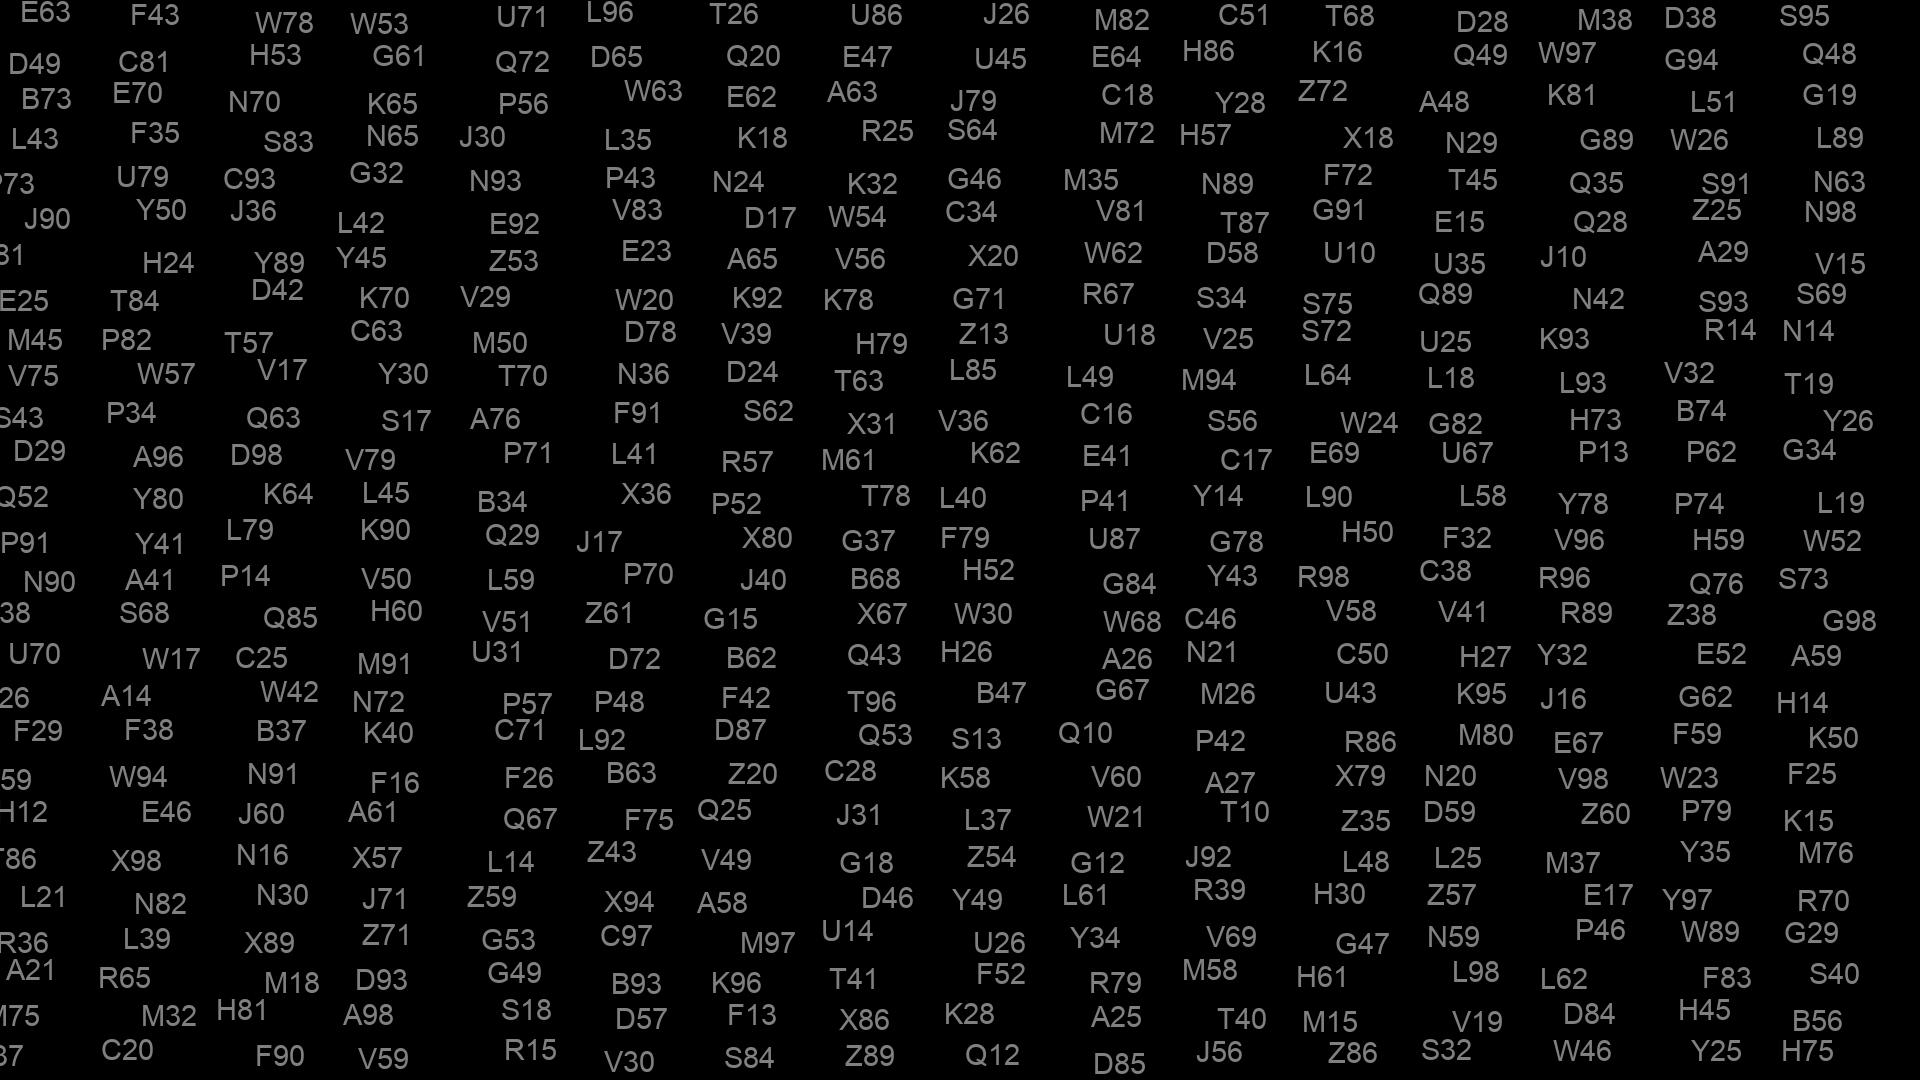 E63 F43 W78 W53 U71 L96 T26 U86 J26 M82 C51 T68 D28 M38 D38 S95
D49 C81 H53 G61 Q72 D65 Q20 E47 U45 E64 H86 K16 Q49 W97 G94 Q48
B73 E70 N70 K65 P56 W63 E62 A63 J79 C18 Y28 Z72 A48 K81 L51 G19
L43 F35 S83 N65 J30 L35 K18 R25 S64 M72 H57 X18 N29 G89 W26 L89
73 U79 C93 G32 N93 P43 N24 K32 G46 M35 N89 F72 T45 Q35 S91 N63
J90 Y50 J36 L42 E92 V83 D17 W54 C34 V81 T87 G91 E15 Q28 Z25 N98
31 H24 Y89 Y45 Z53 E23 A65 V56 X20 W62 D58 U10 U35 J10 A29 V15
E25 T84 D42 K70 V29 W20 K92 K78 G71 R67 S34 S75 Q89 N42 S93 S69
M45 P82 T57 C63 M50 D78 V39 H79 Z13 U18 V25 S72 U25 K93 R14 N14
V75 W57 V17 Y30 T70 N36 D24 T63 L85 L49 M94 L64 L18 L93 V32 T19
S43 P34 Q63 S17 A76 F91 S62 X31 V36 C16 S56 W24 G82 H73 B74 Y26
D29 A96 D98 V79 P71 L41 R57 M61 K62 E41 C17 E69 U67 P13 P62 G34
Q52 Y80 K64 L45 B34 X36 P52 T78 L40 P41 Y14 L90 L58 Y78 P74 L19
P91 Y41 L79 K90 Q29 J17 X80 G37 F79 U87 G78 H50 F32 V96 H59 W52
N90 A41 P14 V50 L59 P70 J40 B68 H52 G84 Y43 R98 C38 R96 Q76 S73
38 S68 Q85 H60 V51 Z61 G15 X67 W30 W68 C46 V58 V41 R89 Z38 G98
U70 W17 C25 M91 U31 D72 B62 Q43 H26 A26 N21 C50 H27 Y32 E52 A59
26 A14 W42 N72 P57 P48 F42 T96 B47 G67 M26 U43 K95 J16 G62 H14
F29 F38 B37 K40 C71 L92 D87 Q53 S13 Q10 P42 R86 M80 E67 F59 K50
59 W94 N91 F16 F26 B63 Z20 C28 K58 V60 A27 X79 N20 V98 W23 F25
H12 E46 J60 A61 Q67 F75 Q25 J31 L37 W21 T10 Z35 D59 Z60 P79 K15
86 X98 N16 X57 L14 Z43 V49 G18 Z54 G12 J92 L48 L25 M37 Y35 M76
L21 N82 N30 J71 Z59 X94 A58 D46 Y49 L61 R39 H30 Z57 E17 Y97 R70
R36 L39 X89 Z71 G53 C97 M97 U14 U26 Y34 V69 G47 N59 P46 W89 G29
A21 R65 M18 D93 G49 B93 K96 T41 F52 R79 M58 H61 L98 L62 F83 S40
M75 M32 H81 A98 S18 D57 F13 X86 K28 A25 T40 M15 V19 D84 H45 B56
37 C20 F90 V59 R15 V30 S84 Z89 Q12 D85 J56 Z86 S32 W46 Y25 H75